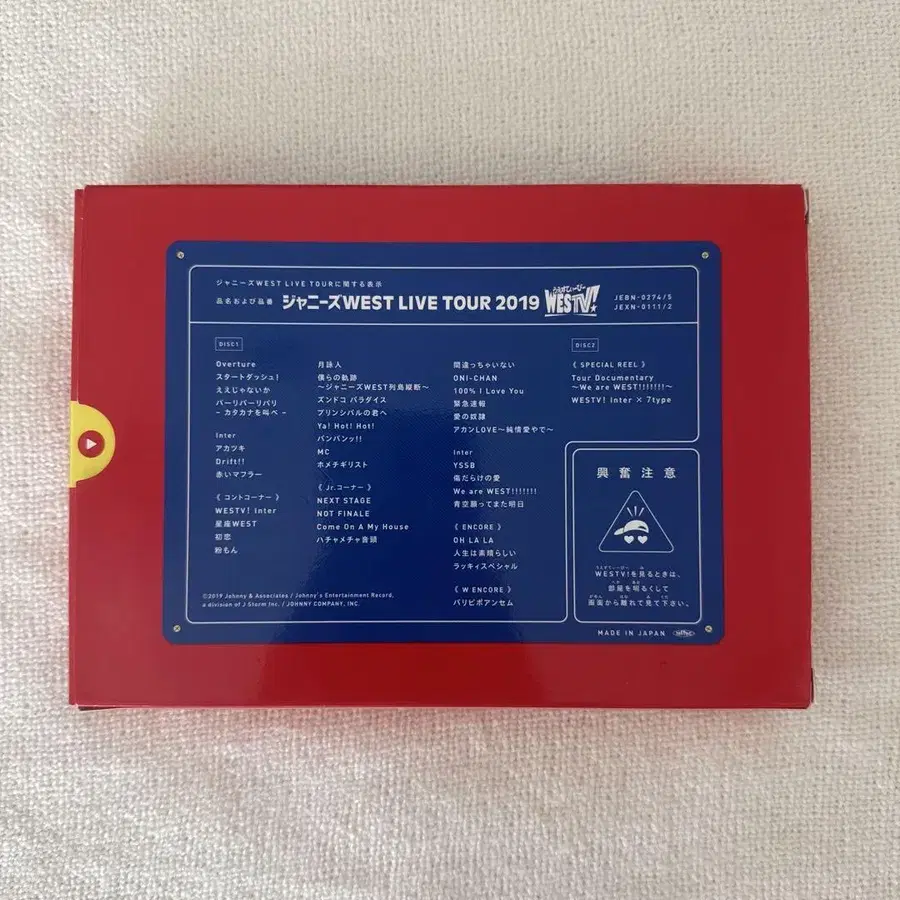 ジャニーズWEST LIVE TOURに関する表示
品名および品番
ジャニーズWEST LIVE TOUR 2019
うぇすてぃーびー
WESTV!
JEBN-0274/5
JEXN-0111/2
DISC1
Overture
スタートダッシュ!
ええじゃないか
パーリーパーリパリ
- カタカナを叫べ -
Inter
アカツキ
Drift!!
赤いマフラー
《 コントコーナー 》
WESTV! Inter
星座WEST
初恋
粉もん
月詠人
僕らの軌跡
〜ジャニーズWEST列島縦断〜
ズンドコ パラダイス
プリンシパルの君へ
Ya! Hot! Hot!
バンバンッ!!
MC
ホメチギリスト
《 Jr.コーナー 》
NEXT STAGE
NOT FINALE
Come On A My House
ハチャメチャ音頭
間違っちゃいない
ONI-CHAN
100% I Love You
緊急速報
愛の奴隷
アカンLOVE〜純情愛やで〜
Inter
YSSB
傷だらけの愛
We are WEST!!!!!!!
青空願ってまた明日
《 ENCORE 》
OH LA LA
人生は素晴らしい
ラッキィスペシャル
《 W ENCORE 》
パリピポアンセム
DISC2
《 SPECIAL REEL 》
Tour Documentary
〜We are WEST!!!!!!!〜
WESTV! Inter × 7type
興奮注意
WESTV!を見るときは、
部屋を明るくして
画面から離れて見て下さい。
©2019 Johnny & Associates / Johnny's Entertainment Record,
a division of J Storm Inc. / JOHNNY COMPANY, INC.
MADE IN JAPAN